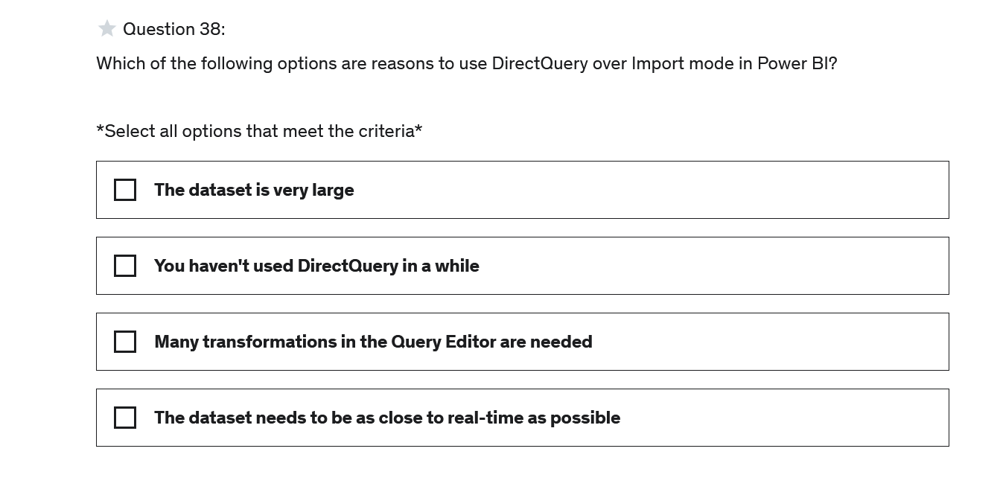 Question 38:
Which of the following options are reasons to use DirectQuery over Import mode in Power BI?
*Select all options that meet the criteria*
The dataset is very large
You haven't used DirectQuery in a while
Many transformations in the Query Editor are needed
The dataset needs to be as close to real-time as possible